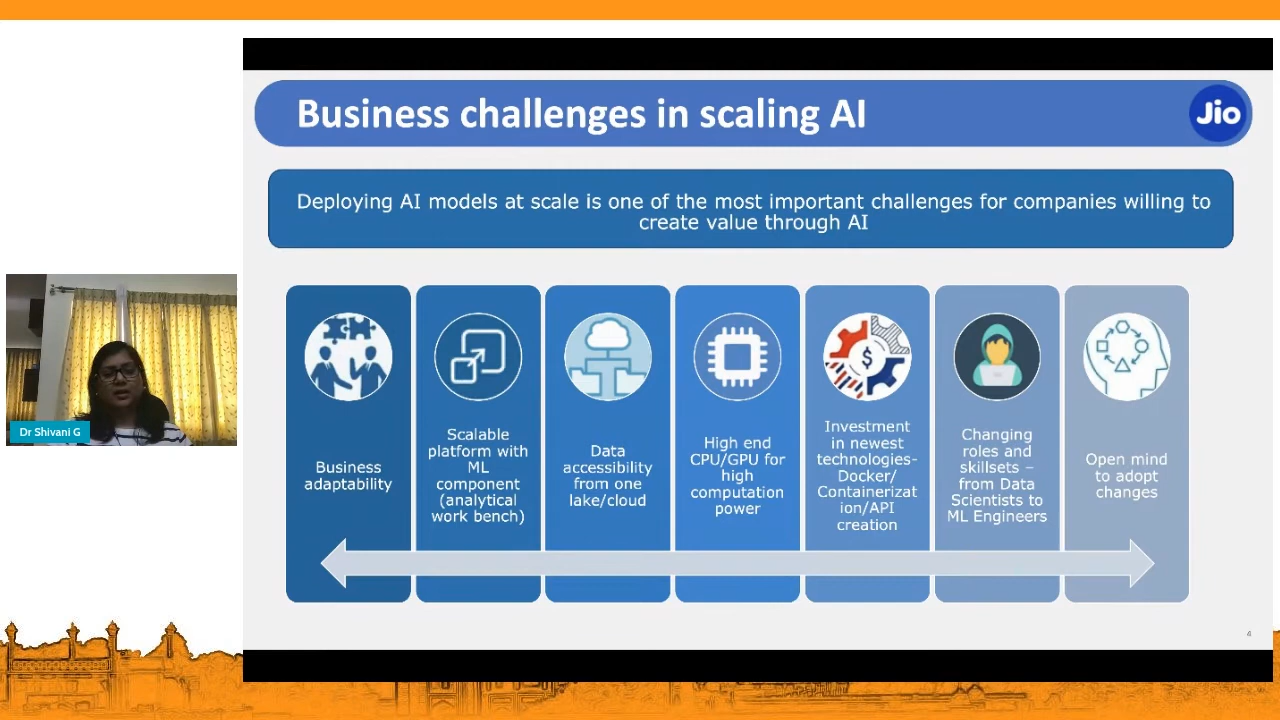 Business challenges in scaling AI
Jio
Deploying AI models at scale is one of the most important challenges for companies willing to
create value through AI
Business
adaptability
Scalable
platform with
ML
component
(analytical
work bench)
Data
accessibility
from one
lake/cloud
High end
CPU/GPU for
high
computation
power
$
Investment
in newest
technologies-
Docker/
Containerizat
ion/API
creation
Changing
roles and
skillsets –
from Data
Scientists to
ML Engineers
Open mind
to adopt
changes
Dr Shivani G
4